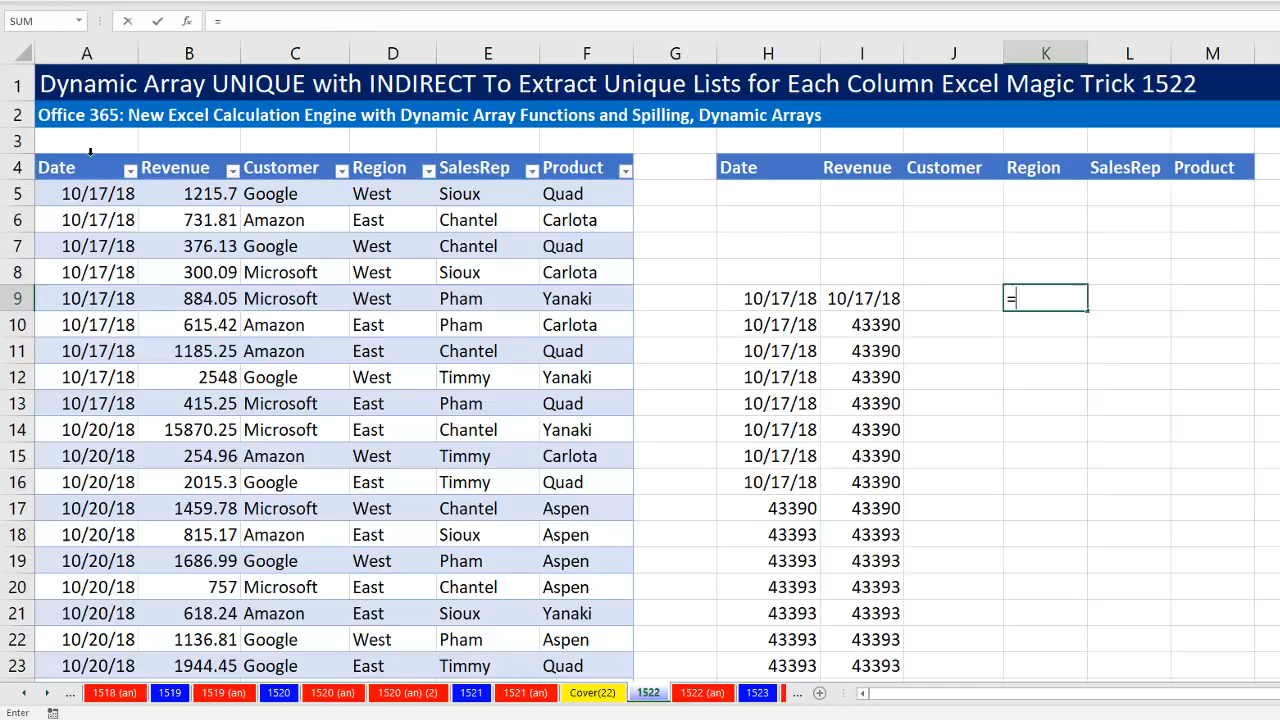 SUM
fx
=
A B C D E F G H I J K L M
1 Dynamic Array UNIQUE with INDIRECT To Extract Unique Lists for Each Column Excel Magic Trick 1522
2 Office 365: New Excel Calculation Engine with Dynamic Array Functions and Spilling, Dynamic Arrays
3
4 Date Revenue Customer Region SalesRep Product Date Revenue Customer Region SalesRep Product
5 10/17/18 1215.7 Google West Sioux Quad
6 10/17/18 731.81 Amazon East Chantel Carlota
7 10/17/18 376.13 Google West Chantel Quad
8 10/17/18 300.09 Microsoft West Sioux Carlota
9 10/17/18 884.05 Microsoft West Pham Yanaki 10/17/18 10/17/18 =
10 10/17/18 615.42 Amazon East Pham Carlota 10/17/18 43390
11 10/17/18 1185.25 Amazon East Chantel Quad 10/17/18 43390
12 10/17/18 2548 Google West Timmy Yanaki 10/17/18 43390
13 10/17/18 415.25 Microsoft East Pham Quad 10/17/18 43390
14 10/20/18 15870.25 Microsoft East Chantel Yanaki 10/17/18 43390
15 10/20/18 254.96 Amazon West Timmy Carlota 10/17/18 43390
16 10/20/18 2015.3 Google West Timmy Quad 10/17/18 43390
17 10/20/18 1459.78 Microsoft West Chantel Aspen 43390 43390
18 10/20/18 815.17 Amazon East Sioux Aspen 43393 43393
19 10/20/18 1686.99 Google West Pham Aspen 43393 43393
20 10/20/18 757 Microsoft East Chantel Aspen 43393 43393
21 10/20/18 618.24 Amazon East Sioux Yanaki 43393 43393
22 10/20/18 1136.81 Google West Pham Aspen 43393 43393
23 10/20/18 1944.45 Google East Timmy Quad 43393 43393
... 1518 (an) 1519 1519 (an) 1520 1520 (an) 1520 (an) (2) 1521 1521 (an) Cover(22) 1522 1522 (an) 1523 ...
Enter